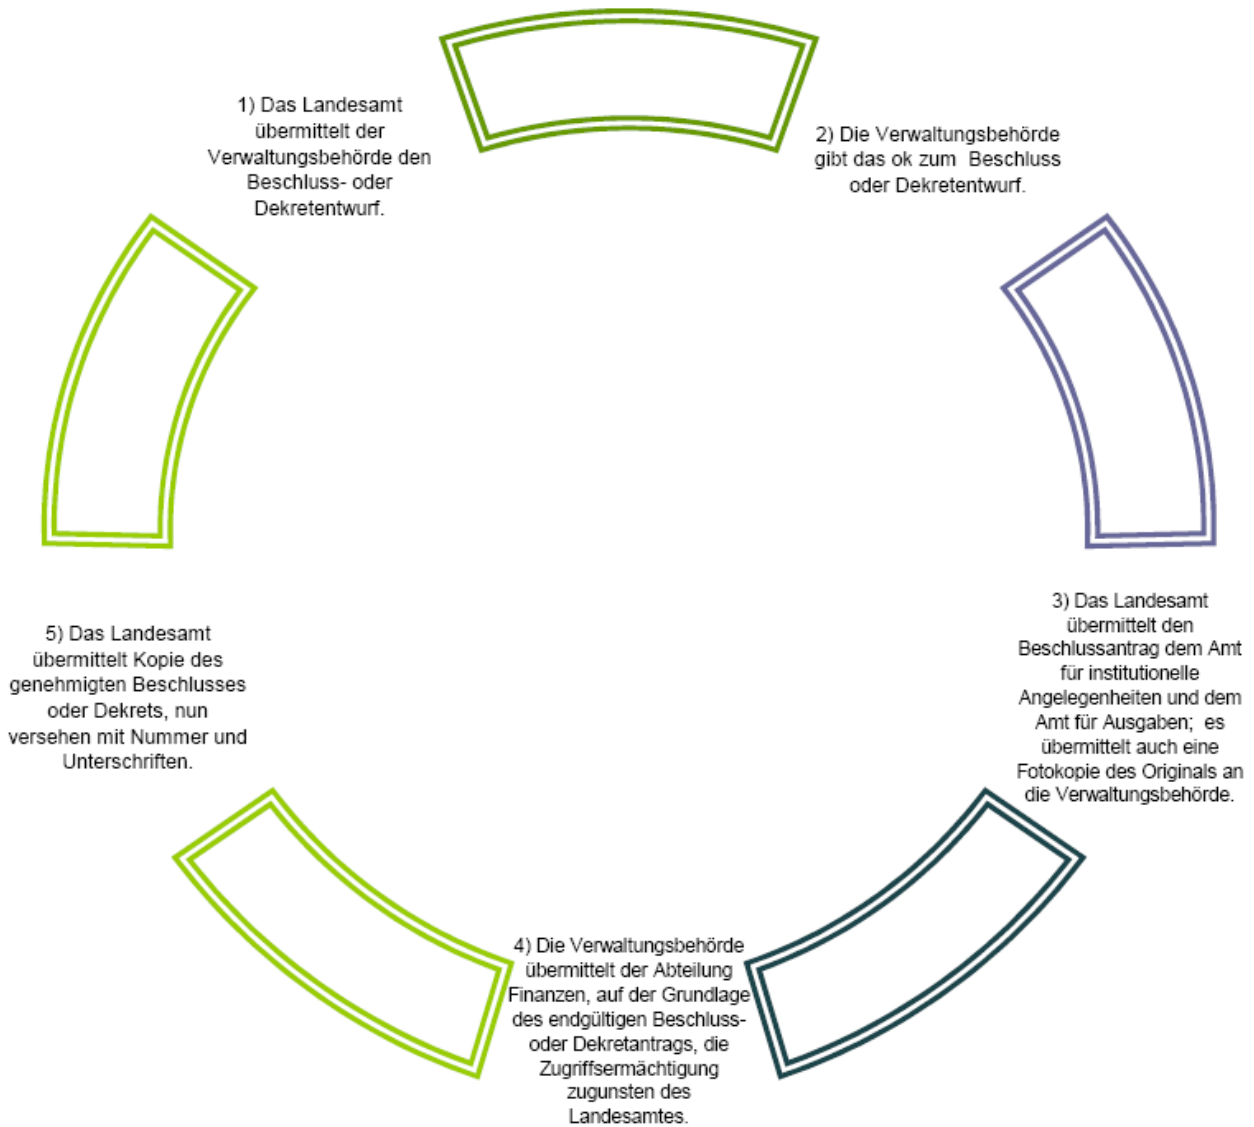 1) Das Landesamt
übermittelt der
Verwaltungsbehörde den
Beschluss- oder
Dekretentwurf.
2) Die Verwaltungsbehörde
gibt das ok zum Beschluss
oder Dekretentwurf.
3) Das Landesamt
übermittelt den
Beschlussantrag dem Amt
für institutionelle
Angelegenheiten und dem
Amt für Ausgaben; es
übermittelt auch eine
Fotokopie des Originals an
die Verwaltungsbehörde.
4) Die Verwaltungsbehörde
übermittelt der Abteilung
Finanzen, auf der Grundlage
des endgültigen Beschluss-
oder Dekretantrags, die
Zugriffsermächtigung
zugunsten des
Landesamtes.
5) Das Landesamt
übermittelt Kopie des
genehmigten Beschlusses
oder Dekrets, nun
versehen mit Nummer und
Unterschriften.